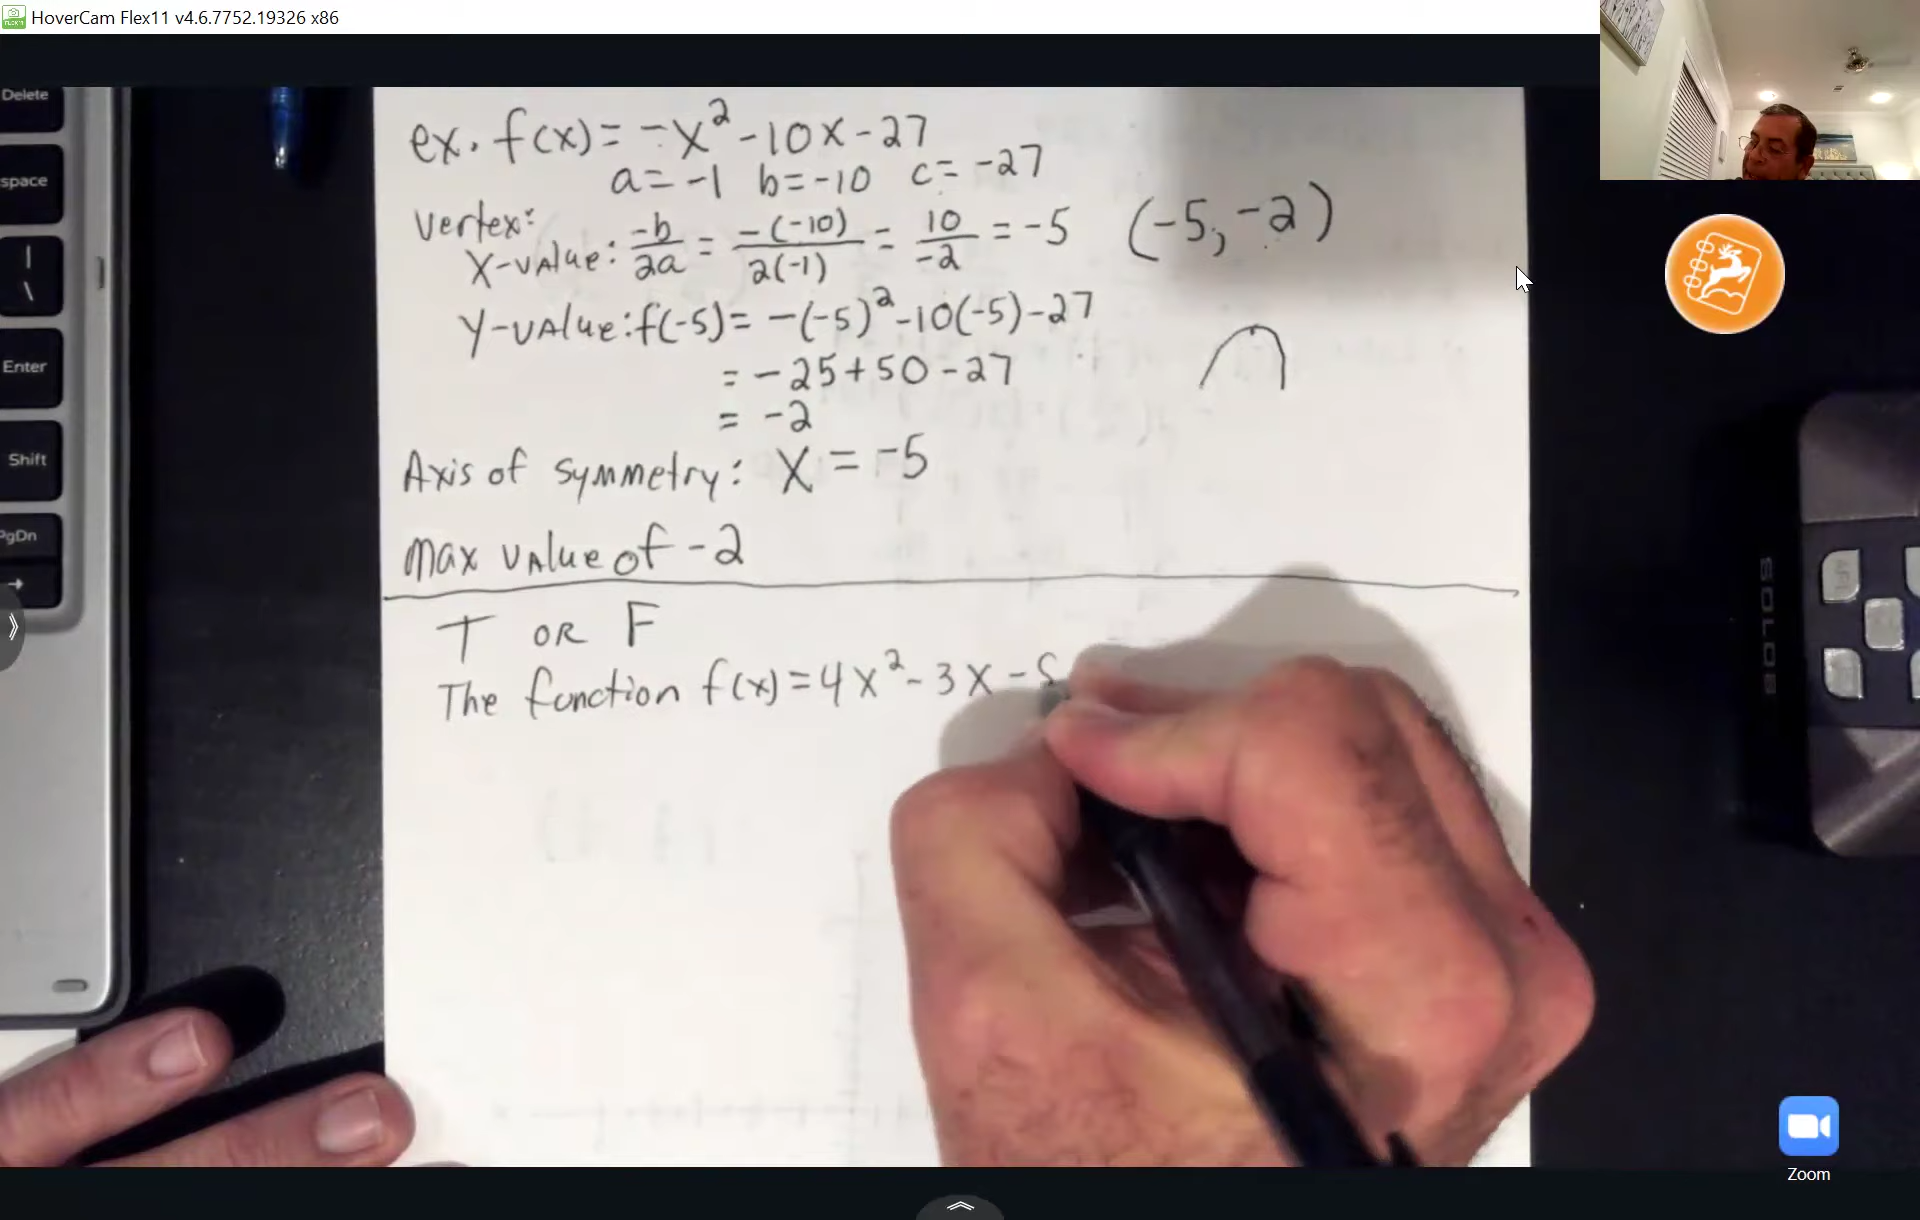 HoverCam Flex11 v4.6.7752.19326 x86
Delete
space
|
\
Enter
Shift
PgDn
→
ex. f(x) = -x² - 10x - 27
a = -1 b = -10 c = -27
Vertex:
X-value: -b/2a = -(-10)/2(-1) = 10/-2 = -5 (-5, -2)
Y-value: f(-5) = -(-5)² - 10(-5) - 27
= -25 + 50 - 27
= -2
Axis of symmetry: X = -5
Max value of -2
T OR F
The function f(x) = 4x² - 3x -
SOLO8
Zoom